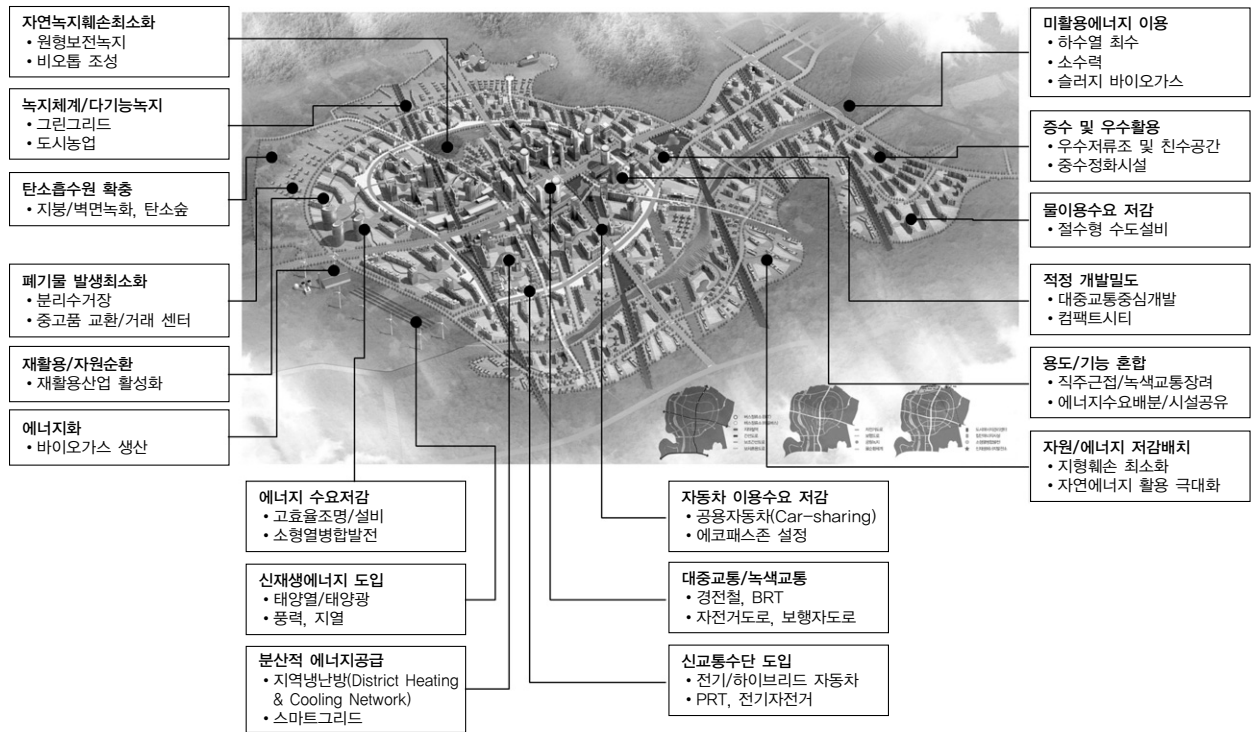 자연녹지훼손최소화
• 원형보전녹지
• 비오톱 조성
녹지체계/다기능녹지
• 그린그리드
• 도시농업
탄소흡수원 확충
• 지붕/벽면녹화, 탄소숲
폐기물 발생최소화
• 분리수거장
• 중고품 교환/거래 센터
재활용/자원순환
• 재활용산업 활성화
에너지화
• 바이오가스 생산
에너지 수요저감
• 고효율조명/설비
• 소형열병합발전
신재생에너지 도입
• 태양열/태양광
• 풍력, 지열
분산적 에너지공급
• 지역냉난방(District Heating
& Cooling Network)
• 스마트그리드
자동차 이용수요 저감
• 공용자동차(Car-sharing)
• 에코패스존 설정
대중교통/녹색교통
• 경전철, BRT
• 자전거도로, 보행자도로
신교통수단 도입
• 전기/하이브리드 자동차
• PRT, 전기자전거
미활용에너지 이용
• 하수열 최수
• 소수력
• 슬러지 바이오가스
증수 및 우수활용
• 우수저류조 및 친수공간
• 중수정화시설
물이용수요 저감
• 절수형 수도설비
적정 개발밀도
• 대중교통중심개발
• 컴팩트시티
용도/기능 혼합
• 직주근접/녹색교통장려
• 에너지수요배분/시설공유
자원/에너지 저감배치
• 지형훼손 최소화
• 자연에너지 활용 극대화